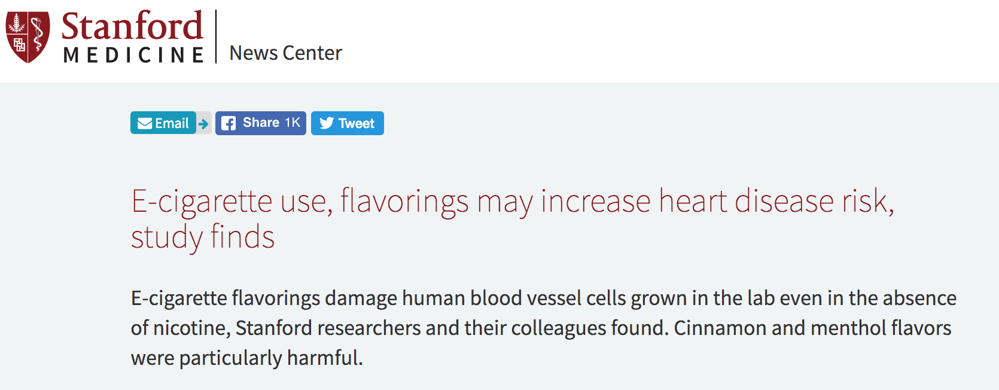 Stanford
MEDICINE
News Center
Email
Share 1K
Tweet
E-cigarette use, flavorings may increase heart disease risk,
study finds
E-cigarette flavorings damage human blood vessel cells grown in the lab even in the absence
of nicotine, Stanford researchers and their colleagues found. Cinnamon and menthol flavors
were particularly harmful.